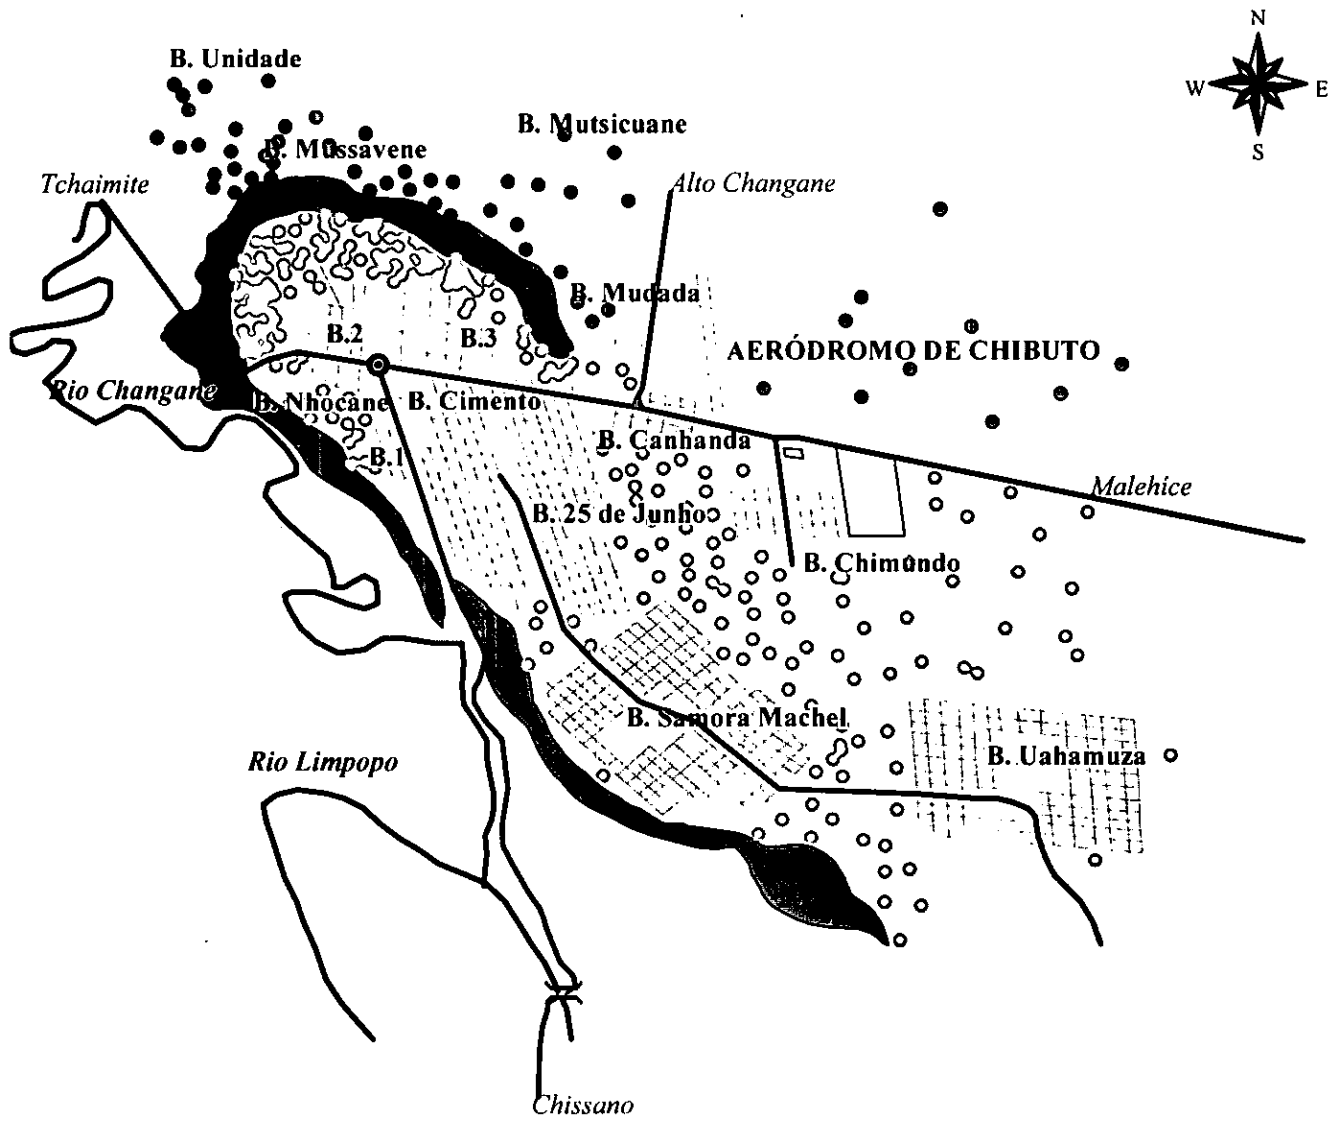 N
B. Unidade
W
E
B. Mutsicuane
B. Mussavene
S
Tchaimite
Alto Changane
B. Mudada
B.2
B.3
AERÓDROMO DE CHIBUTO
Rio Changane
B. Nhocane
B. Cimento
B. Canhanda
B.1
Malehice
B. 25 de Junho
B. Chimundo
B. Samora Machel
B. Uahamuza
Rio Limpopo
Chissano